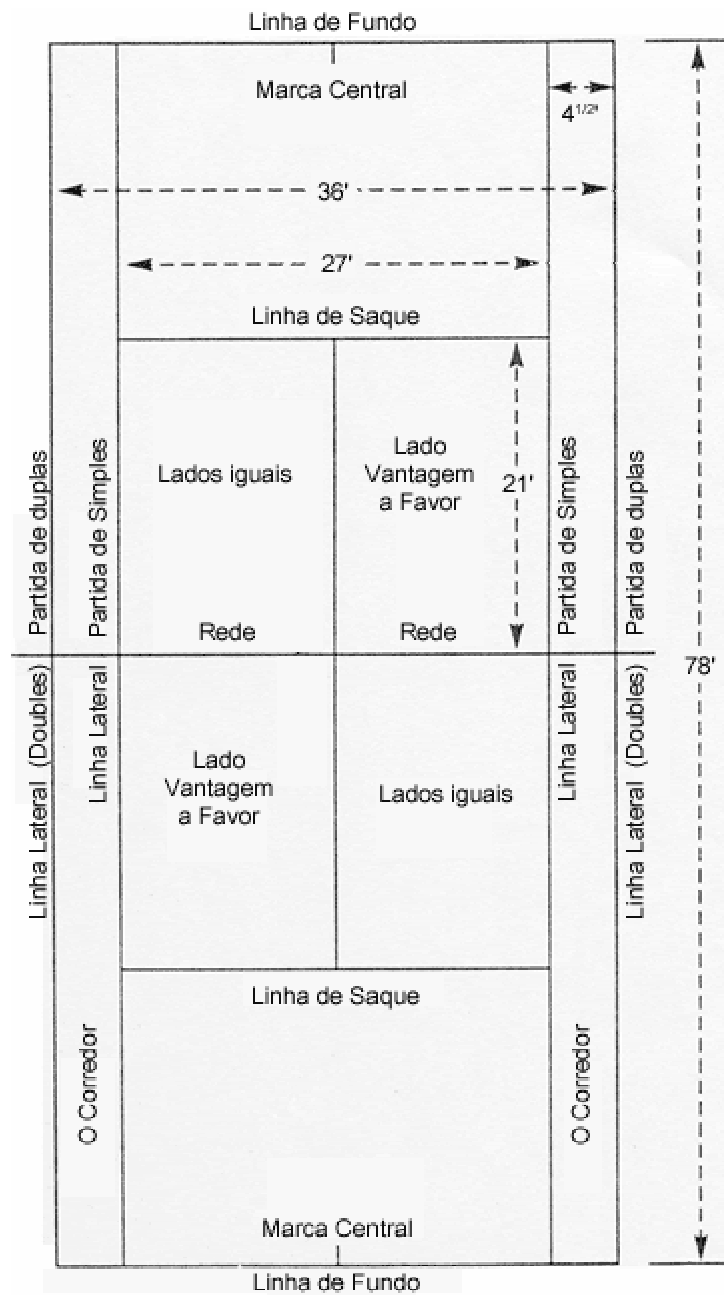 Linha de Fundo
Marca Central
4 1/2'
36'
27'
Linha de Saque
Partida de duplas
Partida de Simples
Lados iguais
Lado
Vantagem
a Favor
21'
Partida de Simples
Partida de duplas
Rede
Rede
78'
Linha Lateral (Doubles)
Linha Lateral
Lado
Vantagem
a Favor
Lados iguais
Linha Lateral
Linha Lateral (Doubles)
Linha de Saque
O Corredor
O Corredor
Marca Central
Linha de Fundo